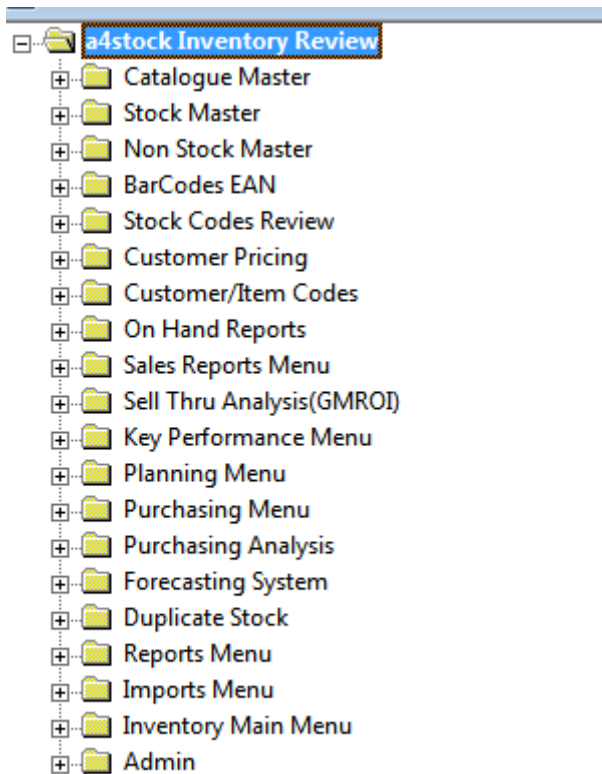 a4stock Inventory Review
Catalogue Master
Stock Master
Non Stock Master
BarCodes EAN
Stock Codes Review
Customer Pricing
Customer/Item Codes
On Hand Reports
Sales Reports Menu
Sell Thru Analysis(GMROI)
Key Performance Menu
Planning Menu
Purchasing Menu
Purchasing Analysis
Forecasting System
Duplicate Stock
Reports Menu
Imports Menu
Inventory Main Menu
Admin